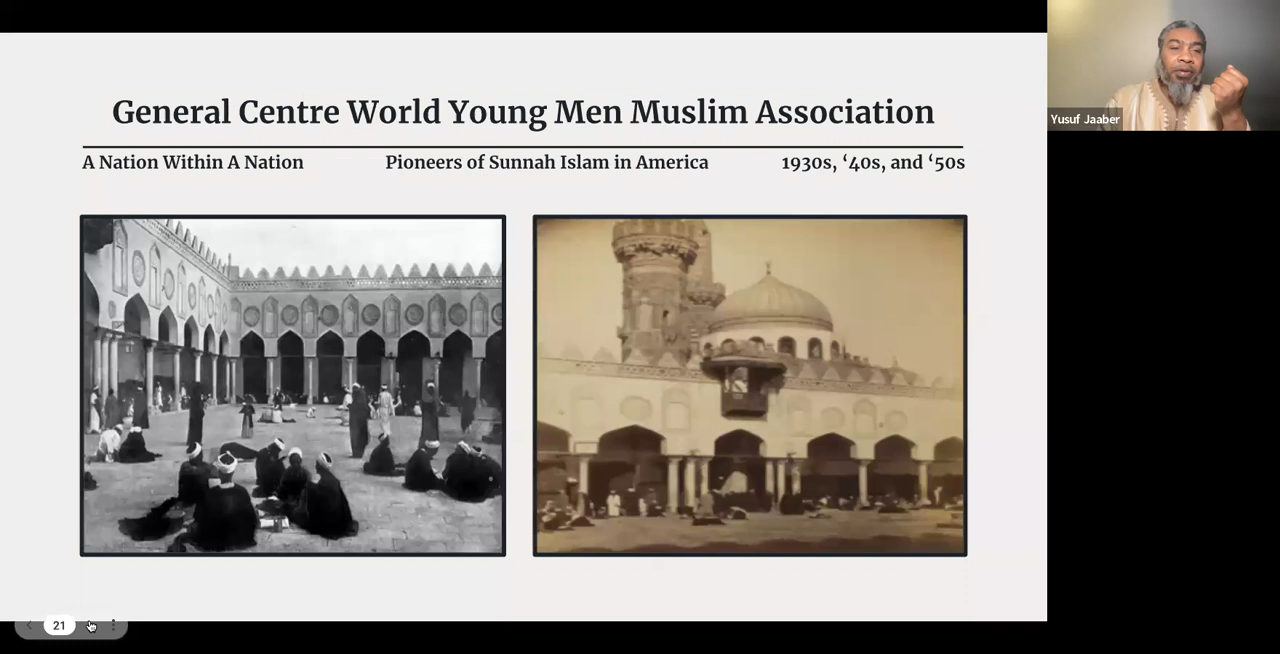 General Centre World Young Men Muslim Association
A Nation Within A Nation Pioneers of Sunnah Islam in America 1930s, ‘40s, and ‘50s
Yusuf Jaaber
21